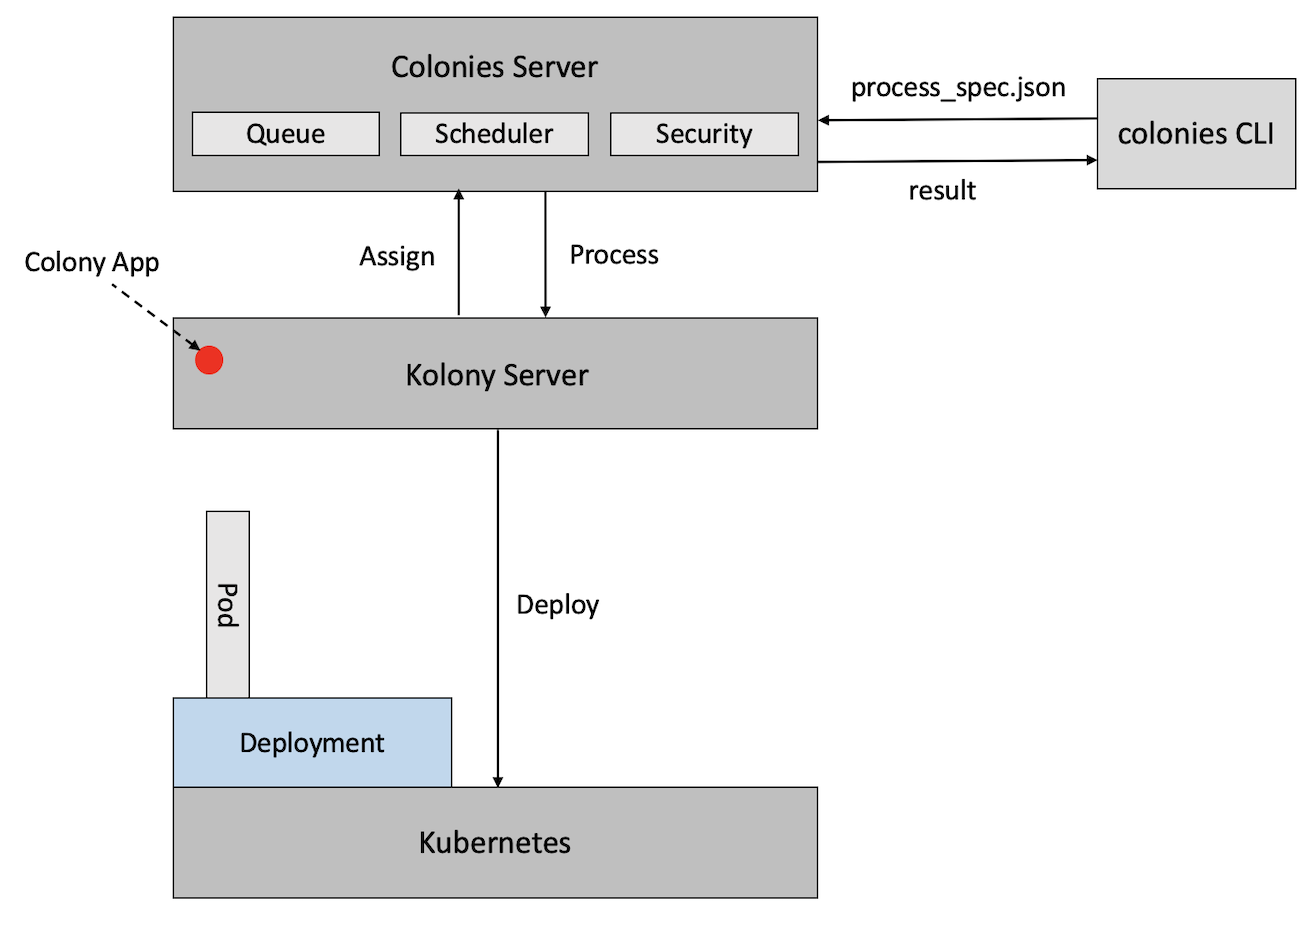 Colonies Server
Queue
Scheduler
Security
process_spec.json
colonies CLI
result
Colony App
Assign
Process
Kolony Server
Pod
Deploy
Deployment
Kubernetes